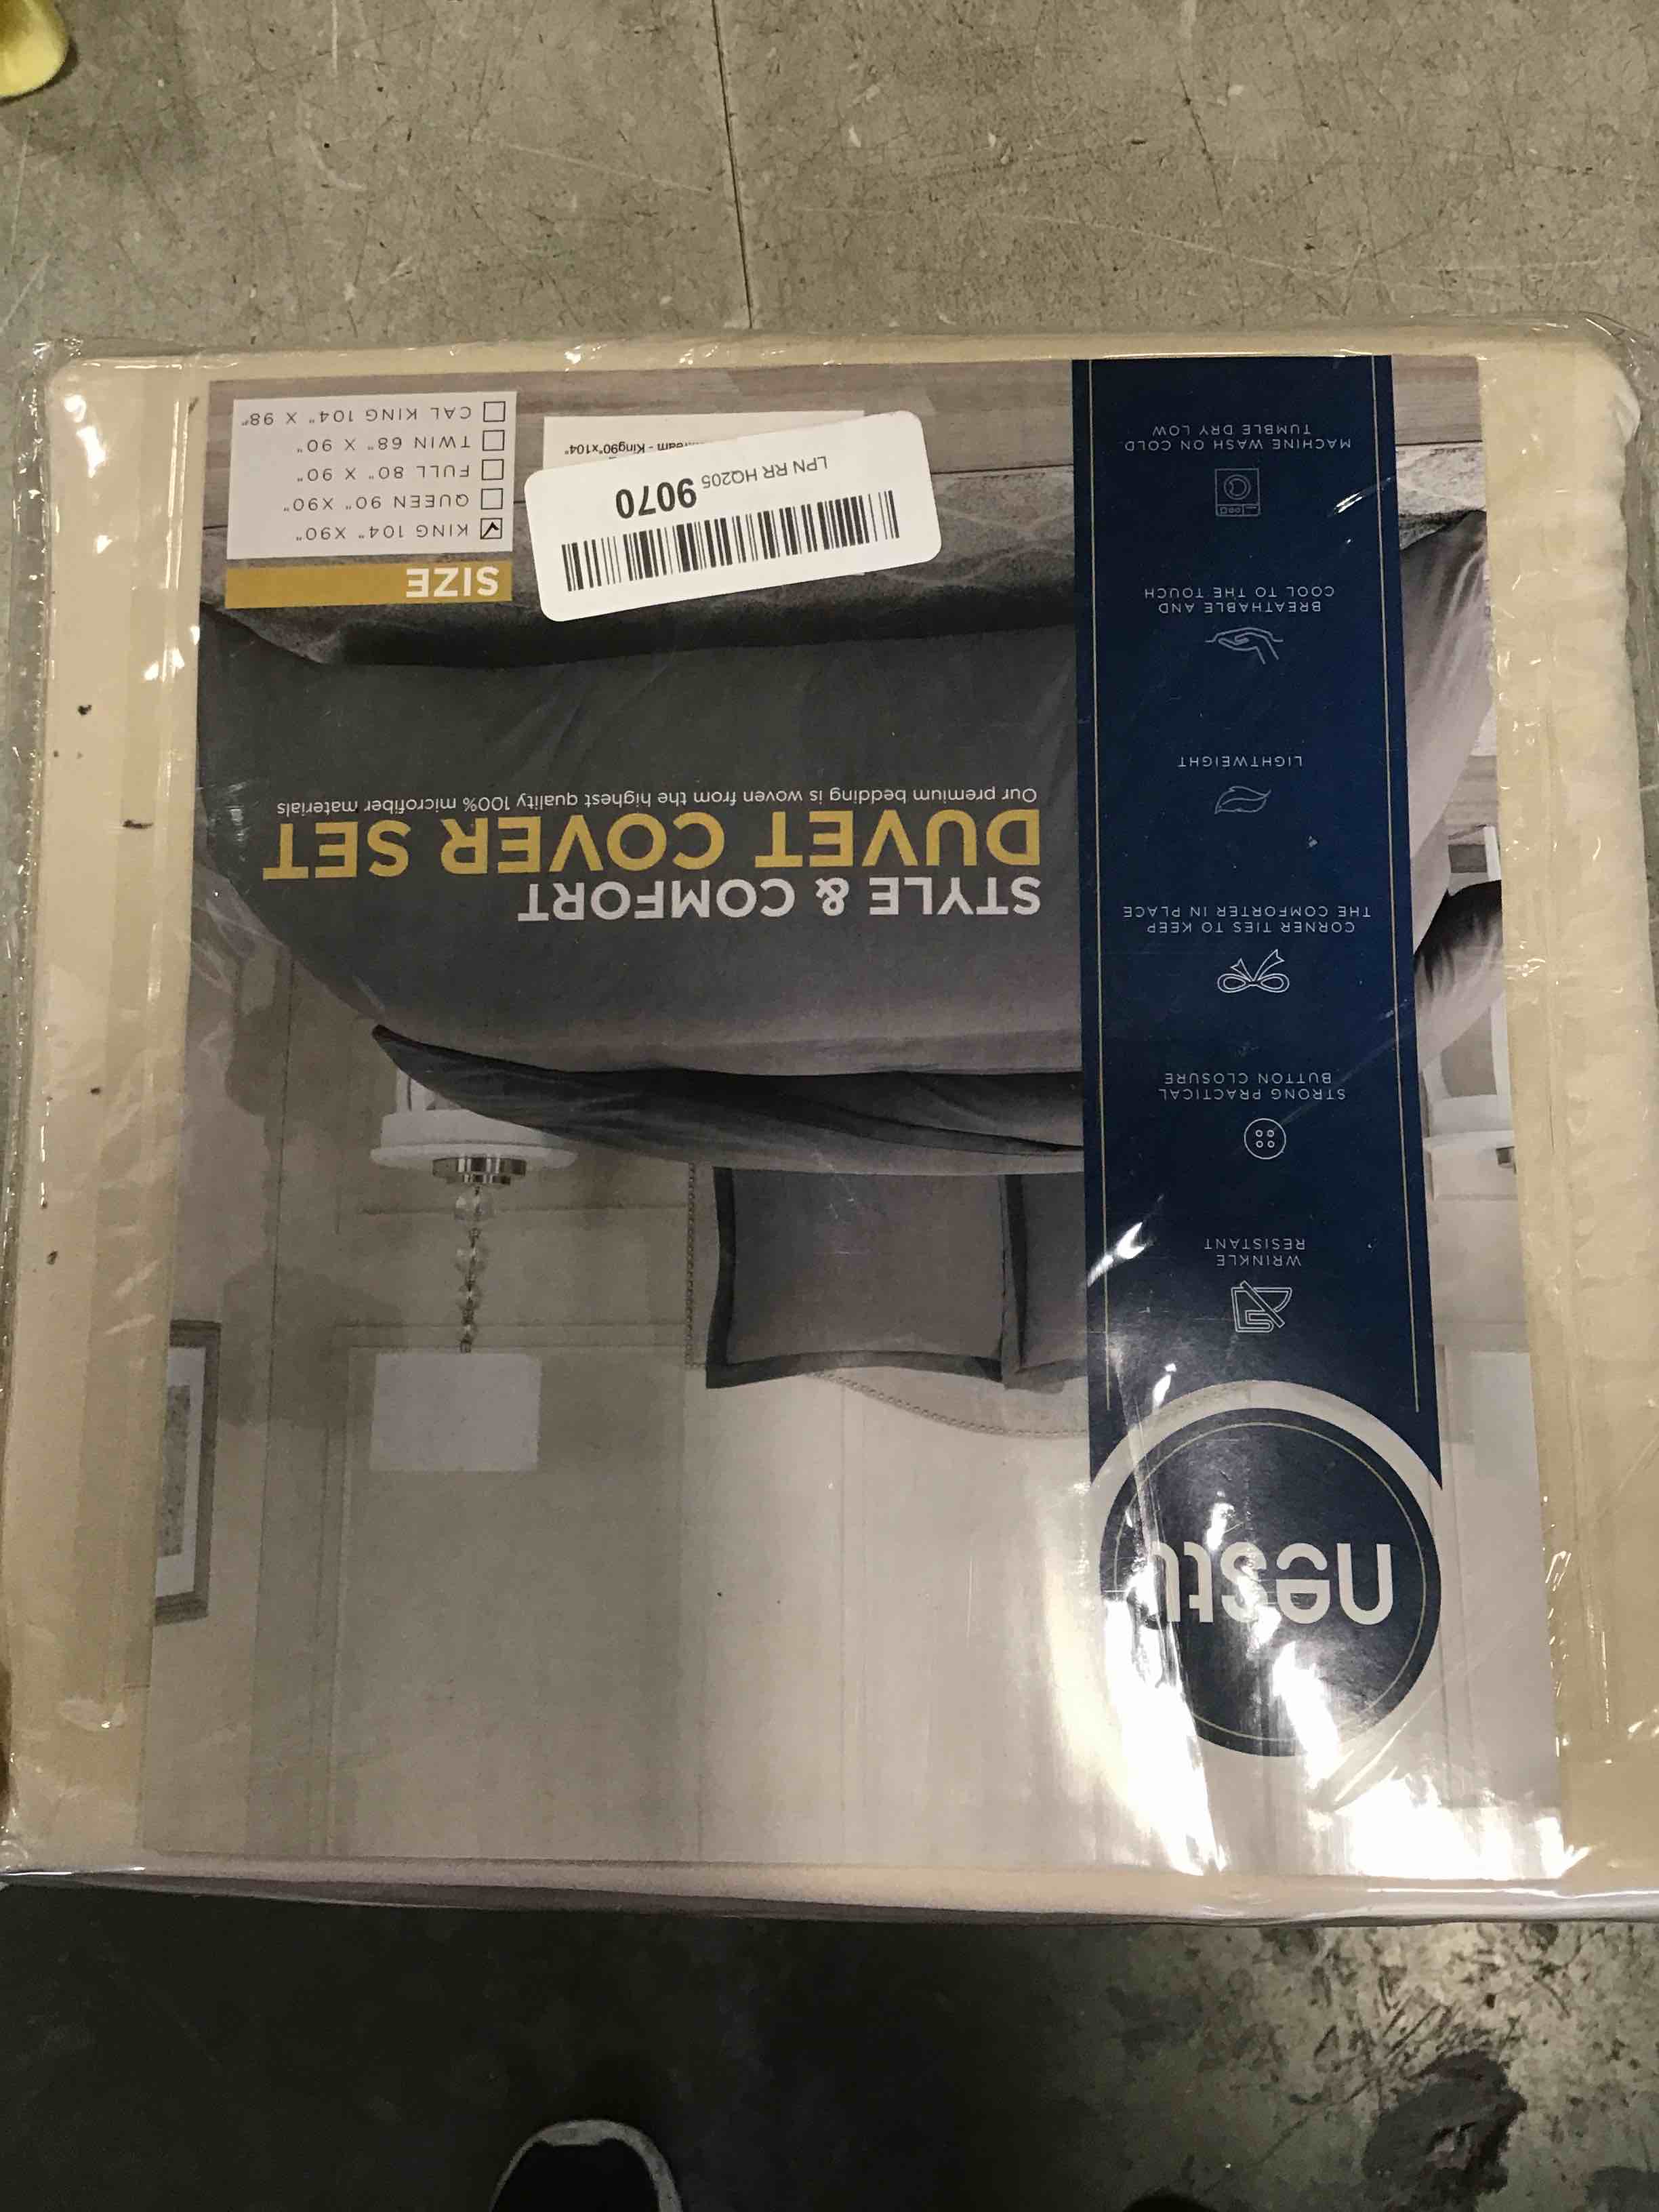 nestu
WRINKLE
RESISTANT
STRONG PRACTICAL
BUTTON CLOSURE
CORNER TIES TO KEEP
THE COMFORTER IN PLACE
LIGHTWEIGHT
BREATHABLE AND
COOL TO THE TOUCH
MACHINE WASH ON COLD
TUMBLE DRY LOW
STYLE & COMFORT
DUVET COVER SET
Our premium bedding is woven from the highest quality 100% microfiber materials
LPN RR HQ205 9070
King90"x104"
SIZE
KING 104" X90"
QUEEN 90" X90"
FULL 80" X 90"
TWIN 68" X 90"
CAL KING 104" X 98"